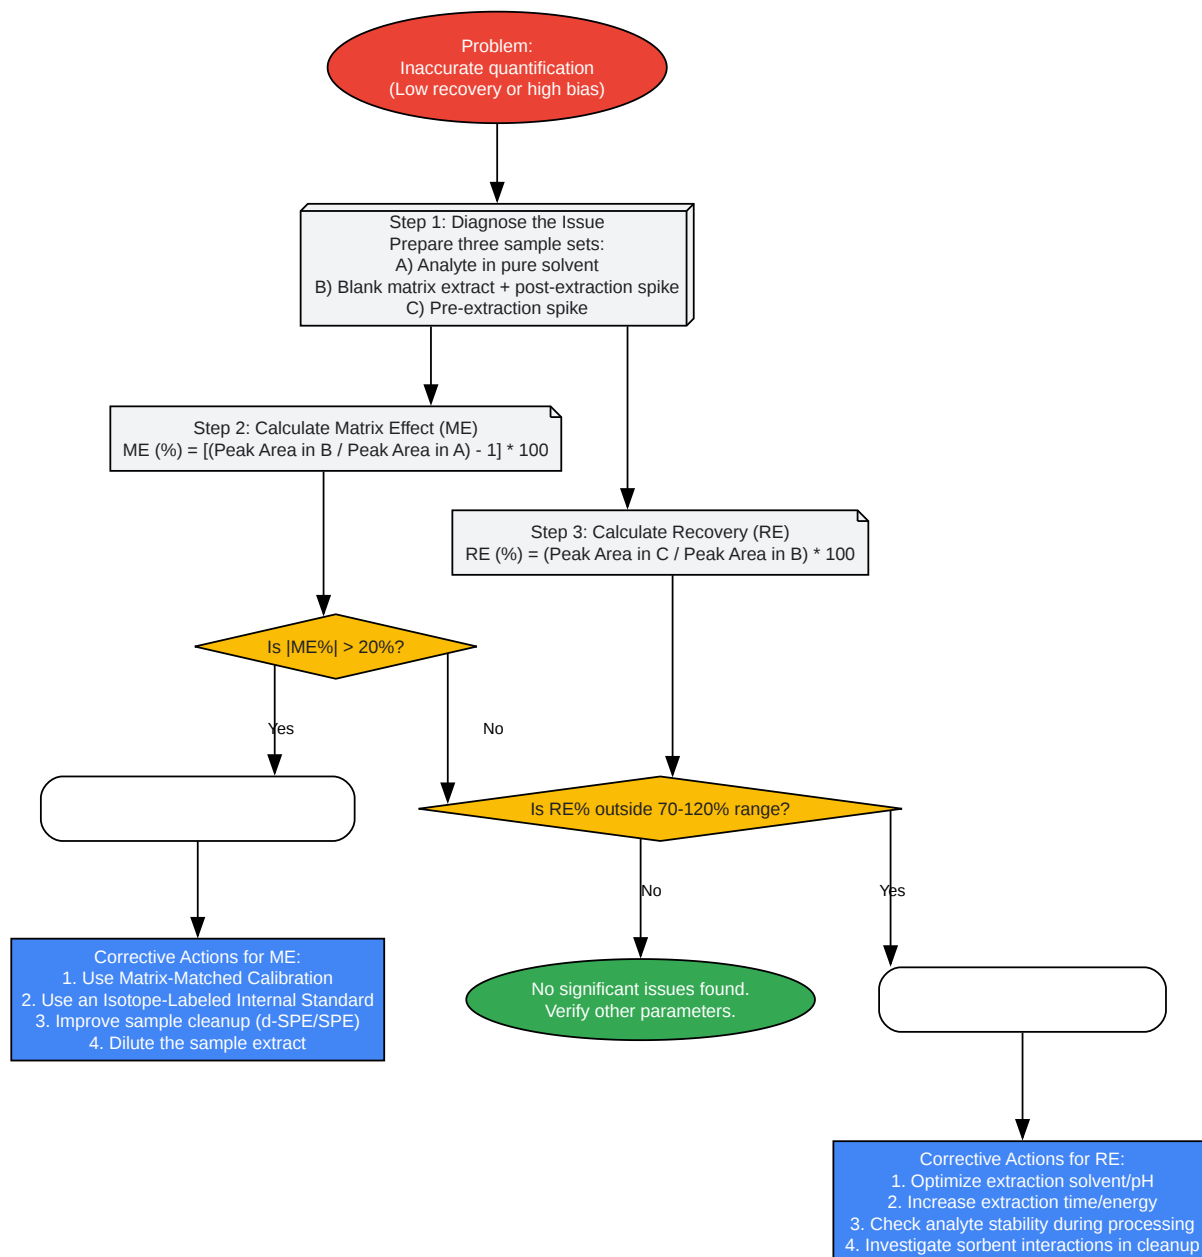 Problem:
Inaccurate quantification
(Low recovery or high bias)
Step 1: Diagnose the Issue
Prepare three sample sets:
A) Analyte in pure solvent
B) Blank matrix extract + post-extraction spike
C) Pre-extraction spike
Step 2: Calculate Matrix Effect (ME)
ME (%) = [(Peak Area in B / Peak Area in A) - 1] * 100
Step 3: Calculate Recovery (RE)
RE (%) = (Peak Area in C / Peak Area in B) * 100
Is |ME%| > 20%?
Yes
No
Is RE% outside 70-120% range?
No
Yes
Corrective Actions for ME:
1. Use Matrix-Matched Calibration
2. Use an Isotope-Labeled Internal Standard
3. Improve sample cleanup (d-SPE/SPE)
4. Dilute the sample extract
No significant issues found.
Verify other parameters.
Corrective Actions for RE:
1. Optimize extraction solvent/pH
2. Increase extraction time/energy
3. Check analyte stability during processing
4. Investigate sorbent interactions in cleanup